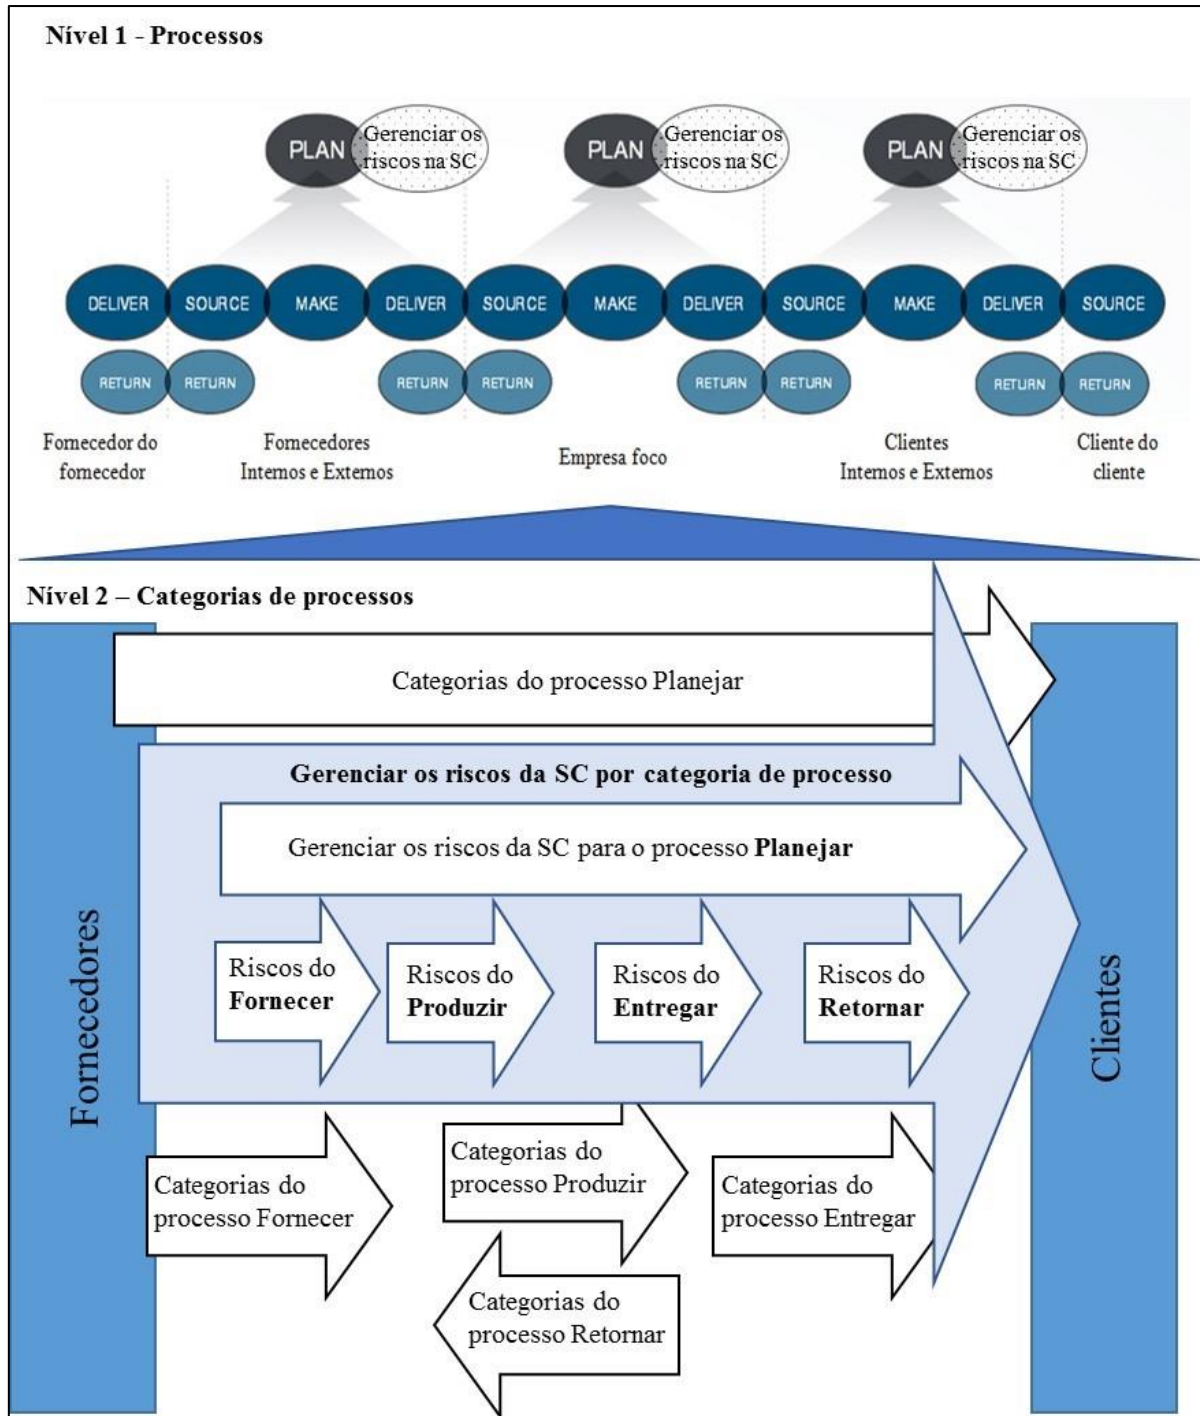 Nível 1 - Processos
PLAN
Gerenciar os
riscos na SC
PLAN
Gerenciar os
riscos na SC
PLAN
Gerenciar os
riscos na SC
DELIVER
SOURCE
MAKE
DELIVER
SOURCE
MAKE
DELIVER
SOURCE
MAKE
DELIVER
SOURCE
RETURN
RETURN
RETURN
RETURN
RETURN
RETURN
RETURN
RETURN
Fornecedor do
fornecedor
Fornecedores
Internos e Externos
Empresa foco
Clientes
Internos e Externos
Cliente do
cliente
Nível 2 – Categorias de processos
Categorias do processo Planejar
Gerenciar os riscos da SC por categoria de processo
Gerenciar os riscos da SC para o processo Planejar
Fornecedores
Riscos do
Fornecer
Riscos do
Produzir
Riscos do
Entregar
Riscos do
Retornar
Clientes
Categorias do
processo Fornecer
Categorias do
processo Produzir
Categorias do
processo Entregar
Categorias do
processo Retornar